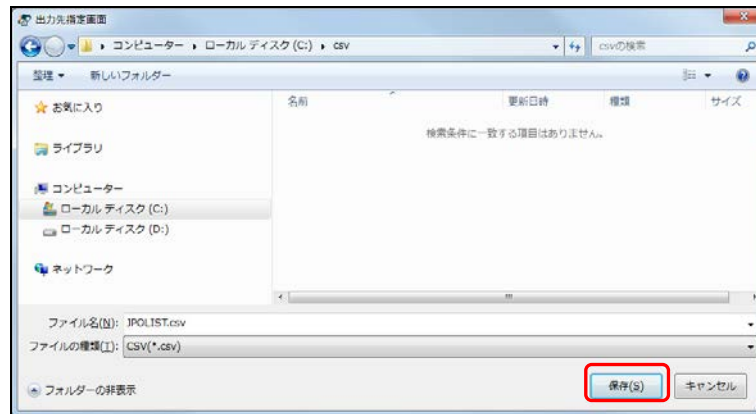 出力先指定画面
コンピューター ▸ ローカル ディスク (C:) ▸ csv
csvの検索
整理 ▼ 新しいフォルダー
名前 更新日時 種類 サイズ
検索条件に一致する項目はありません。
お気に入り
ライブラリ
コンピューター
ローカル ディスク (C:)
ローカル ディスク (D:)
ネットワーク
ファイル名(N): JPOLIST.csv
ファイルの種類(T): CSV(*.csv)
フォルダーの非表示
保存(S) キャンセル